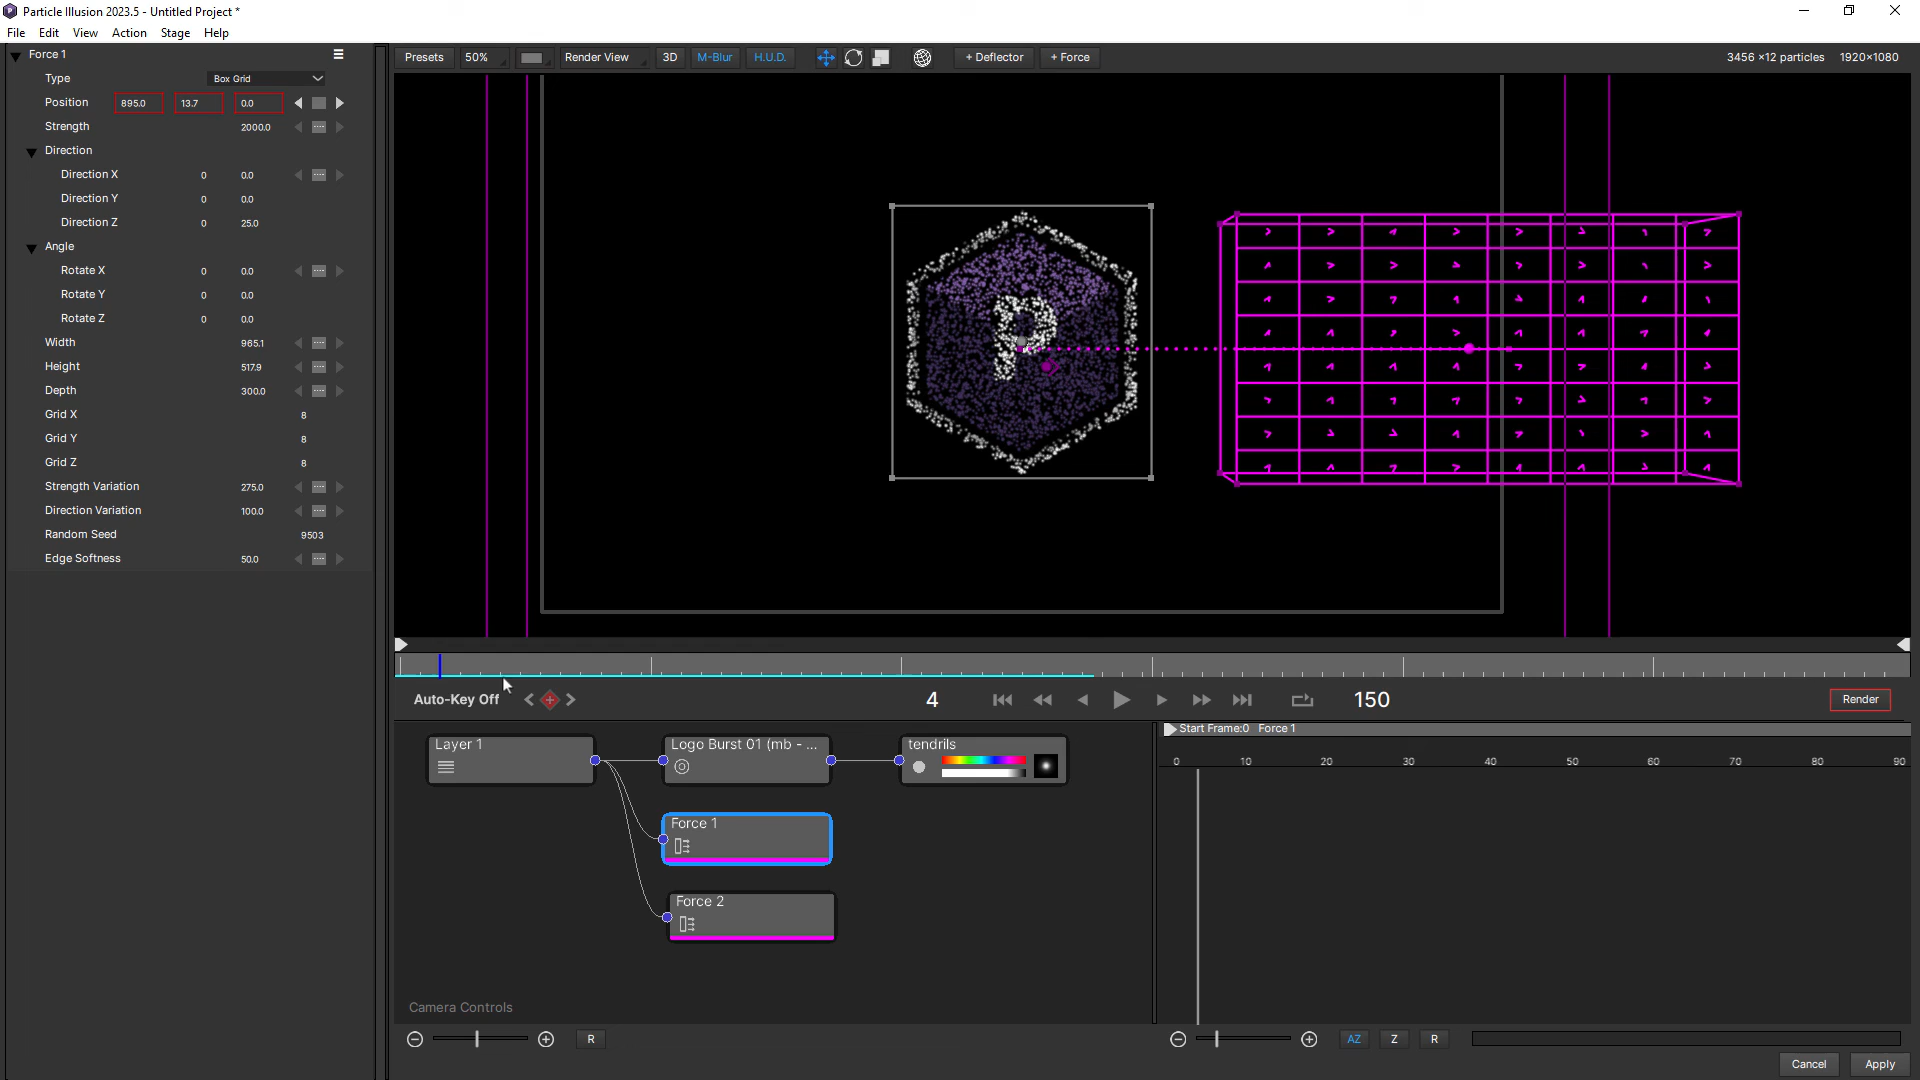 Particle Illusion 2023.5 - Untitled Project *
File Edit View Action Stage Help
Force 1
Type Box Grid
Position 895.0 13.7 0.0
Strength 2000.0
Direction
Direction X 0 0.0
Direction Y 0 0.0
Direction Z 0 25.0
Angle
Rotate X 0 0.0
Rotate Y 0 0.0
Rotate Z 0 0.0
Width 965.1
Height 517.9
Depth 300.0
Grid X 8
Grid Y 8
Grid Z 8
Strength Variation 275.0
Direction Variation 100.0
Random Seed 9503
Edge Softness 50.0
Presets 50% Render View 3D M-Blur H.U.D. + Deflector + Force 3456 ×12 particles 1920×1080
P
Auto-Key Off 4 150 Render
Layer 1
Logo Burst 01 (mb - ...
tendrils
Force 1
Force 2
Camera Controls
R
Start Frame:0 Force 1
0 10 20 30 40 50 60 70 80 90
AZ Z R
Cancel Apply